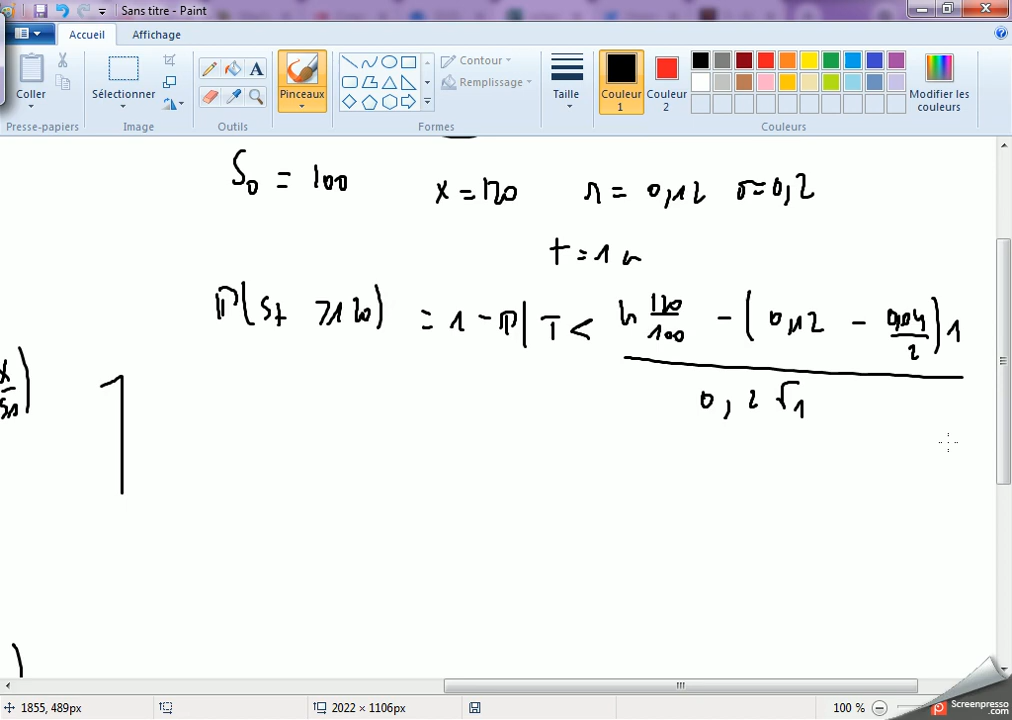 Sans titre - Paint
Accueil Affichage
Coller Sélectionner Pinceaux Contour Remplissage Taille Couleur 1 Couleur 2 Modifier les couleurs
Presse-papiers Image Outils Formes Couleurs
S₀ = 100 x = 120 r = 0,12 σ = 0,2
t = 1
P(St > 120) = 1 - P( T < ln 120/100 - (0,12 - 0,04/2) 1
0,2 √1
1855, 489px 2022 × 1106px 100 %
Screenpresso
.com